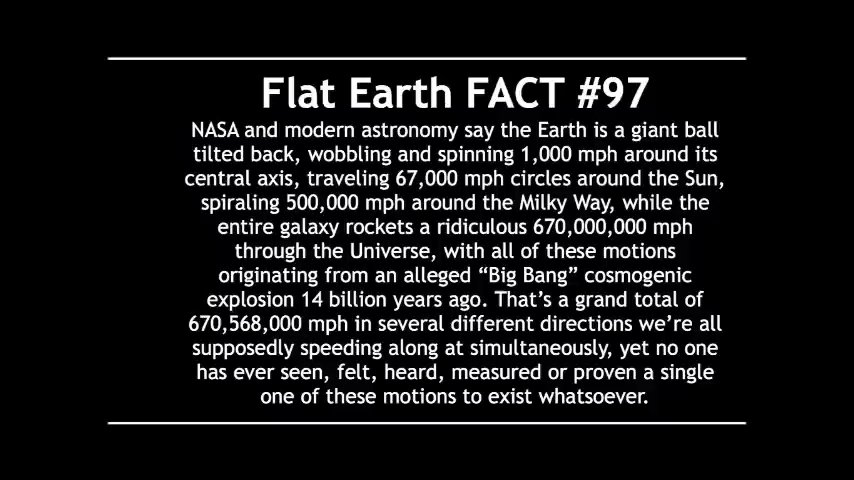 Flat Earth FACT #97
NASA and modern astronomy say the Earth is a giant ball
tilted back, wobbling and spinning 1,000 mph around its
central axis, traveling 67,000 mph circles around the Sun,
spiraling 500,000 mph around the Milky Way, while the
entire galaxy rockets a ridiculous 670,000,000 mph
through the Universe, with all of these motions
originating from an alleged “Big Bang” cosmogenic
explosion 14 billion years ago. That’s a grand total of
670,568,000 mph in several different directions we’re all
supposedly speeding along at simultaneously, yet no one
has ever seen, felt, heard, measured or proven a single
one of these motions to exist whatsoever.